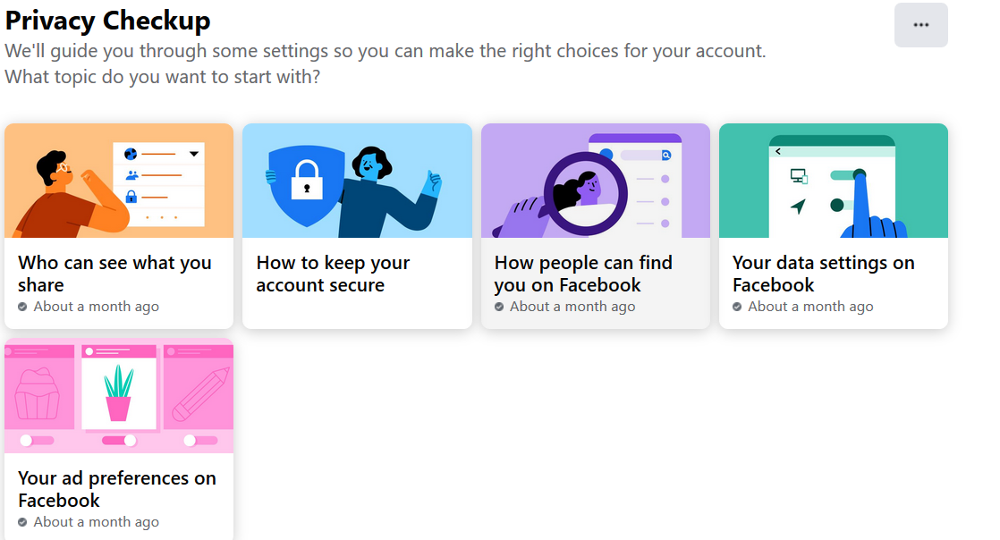 Privacy Checkup
We'll guide you through some settings so you can make the right choices for your account.
What topic do you want to start with?
Who can see what you
share
About a month ago
How to keep your
account secure
How people can find
you on Facebook
About a month ago
Your data settings on
Facebook
About a month ago
Your ad preferences on
Facebook
About a month ago